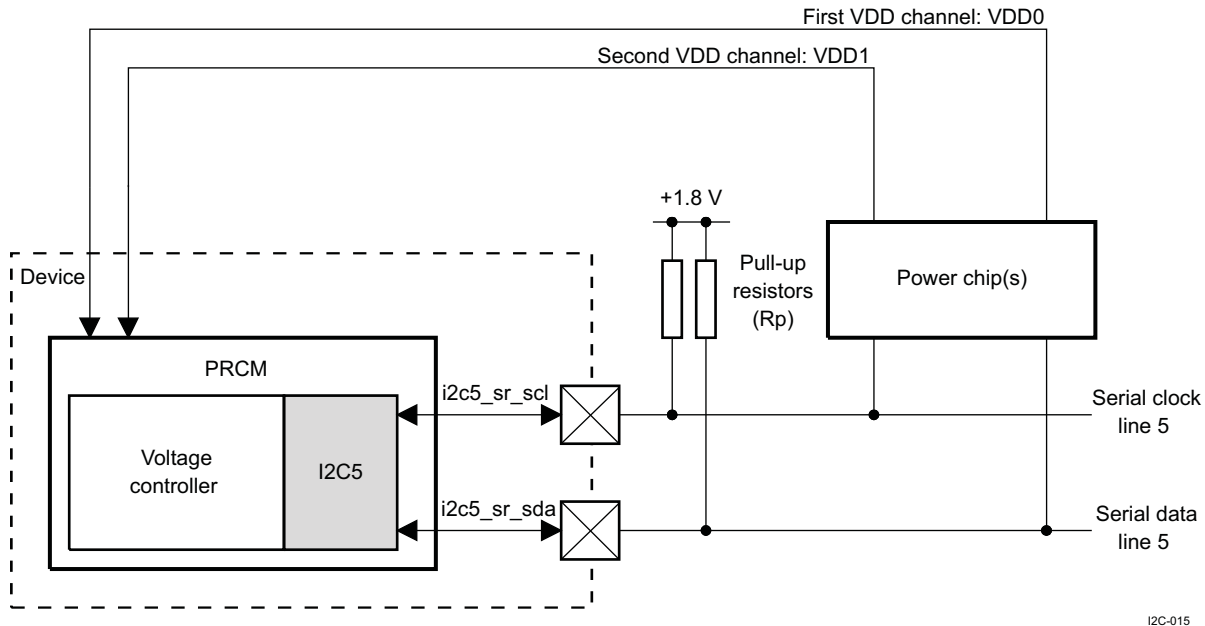 First VDD channel: VDD0
Second VDD channel: VDD1
+1.8 V
Device
Pull-up
resistors
(Rp)
Power chip(s)
PRCM
i2c5_sr_scl
Serial clock
line 5
Voltage
controller
I2C5
i2c5_sr_sda
Serial data
line 5
I2C-015